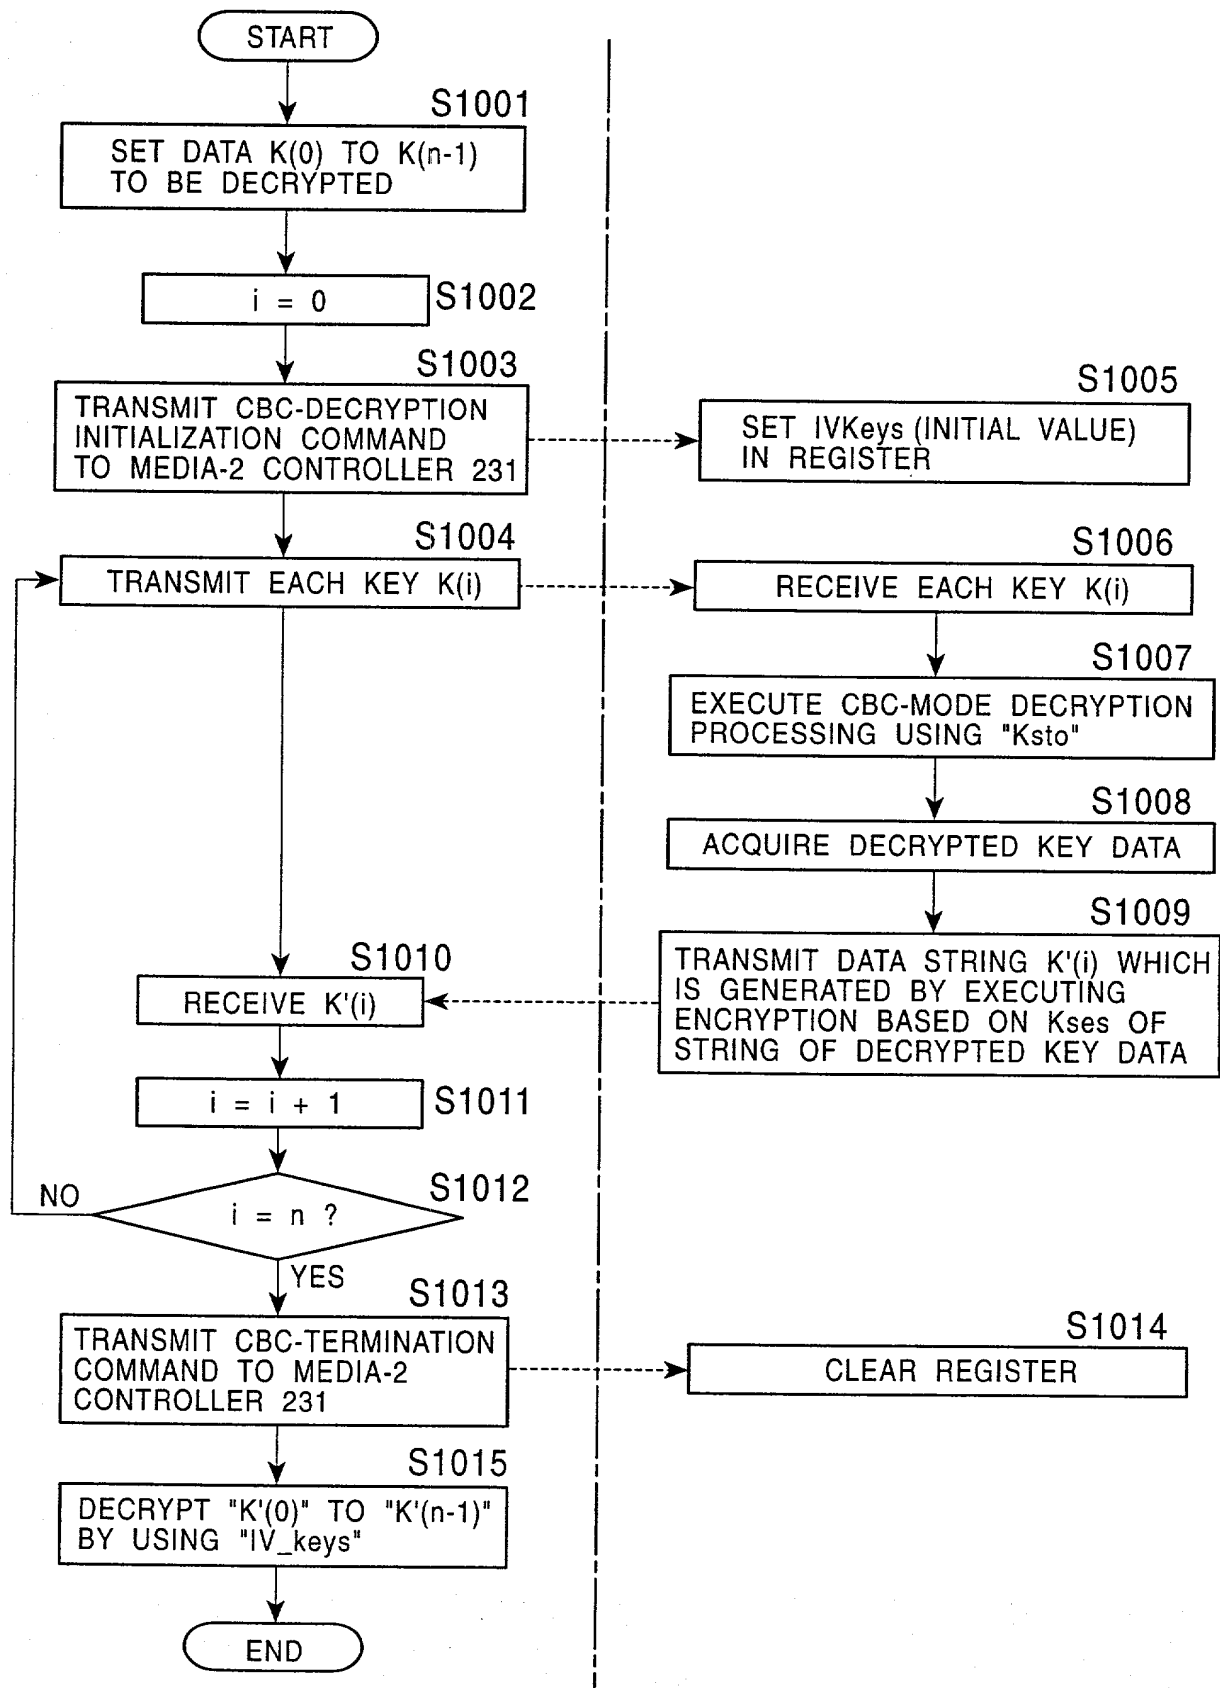 START
S1001
SET DATA K(0) TO K(n-1)
TO BE DECRYPTED
i = 0
S1002
S1003
TRANSMIT CBC-DECRYPTION
INITIALIZATION COMMAND
TO MEDIA-2 CONTROLLER 231
S1005
SET IVKeys (INITIAL VALUE)
IN REGISTER
S1004
TRANSMIT EACH KEY K(i)
S1006
RECEIVE EACH KEY K(i)
S1007
EXECUTE CBC-MODE DECRYPTION
PROCESSING USING "Ksto"
S1008
ACQUIRE DECRYPTED KEY DATA
S1009
TRANSMIT DATA STRING K'(i) WHICH
IS GENERATED BY EXECUTING
ENCRYPTION BASED ON Kses OF
STRING OF DECRYPTED KEY DATA
S1010
RECEIVE K'(i)
i = i + 1
S1011
S1012
NO
i = n ?
YES
S1013
TRANSMIT CBC-TERMINATION
COMMAND TO MEDIA-2
CONTROLLER 231
S1014
CLEAR REGISTER
S1015
DECRYPT "K'(0)" TO "K'(n-1)"
BY USING "IV_keys"
END